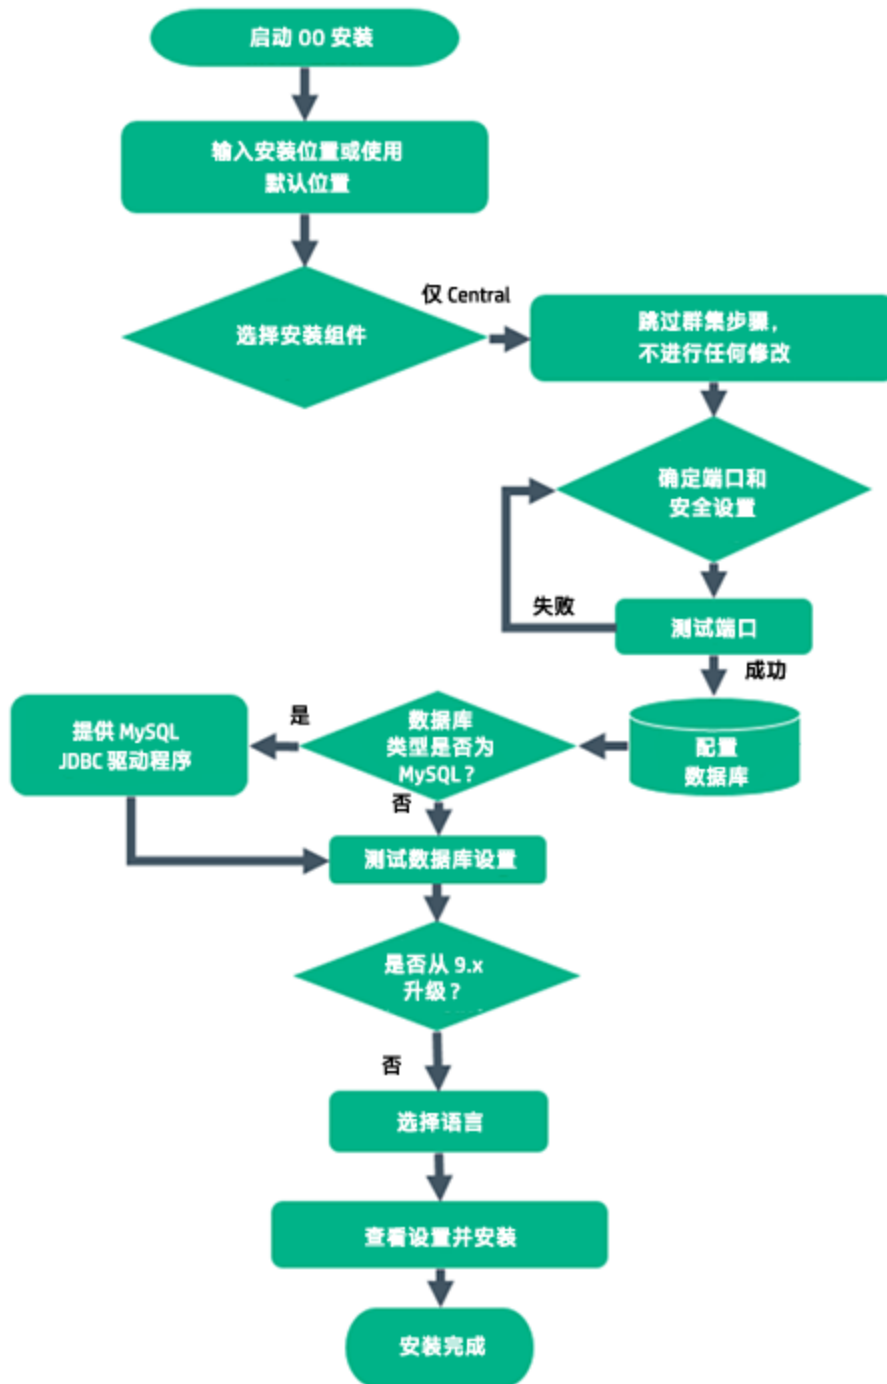 启动 OO 安装
输入安装位置或使用
默认位置
选择安装组件
仅 Central
跳过群集步骤，
不进行任何修改
确定端口和
安全设置
失败
测试端口
成功
配置
数据库
数据库
类型是否为
MySQL？
是
提供 MySQL
JDBC 驱动程序
否
测试数据库设置
是否从 9.x
升级？
否
选择语言
查看设置并安装
安装完成